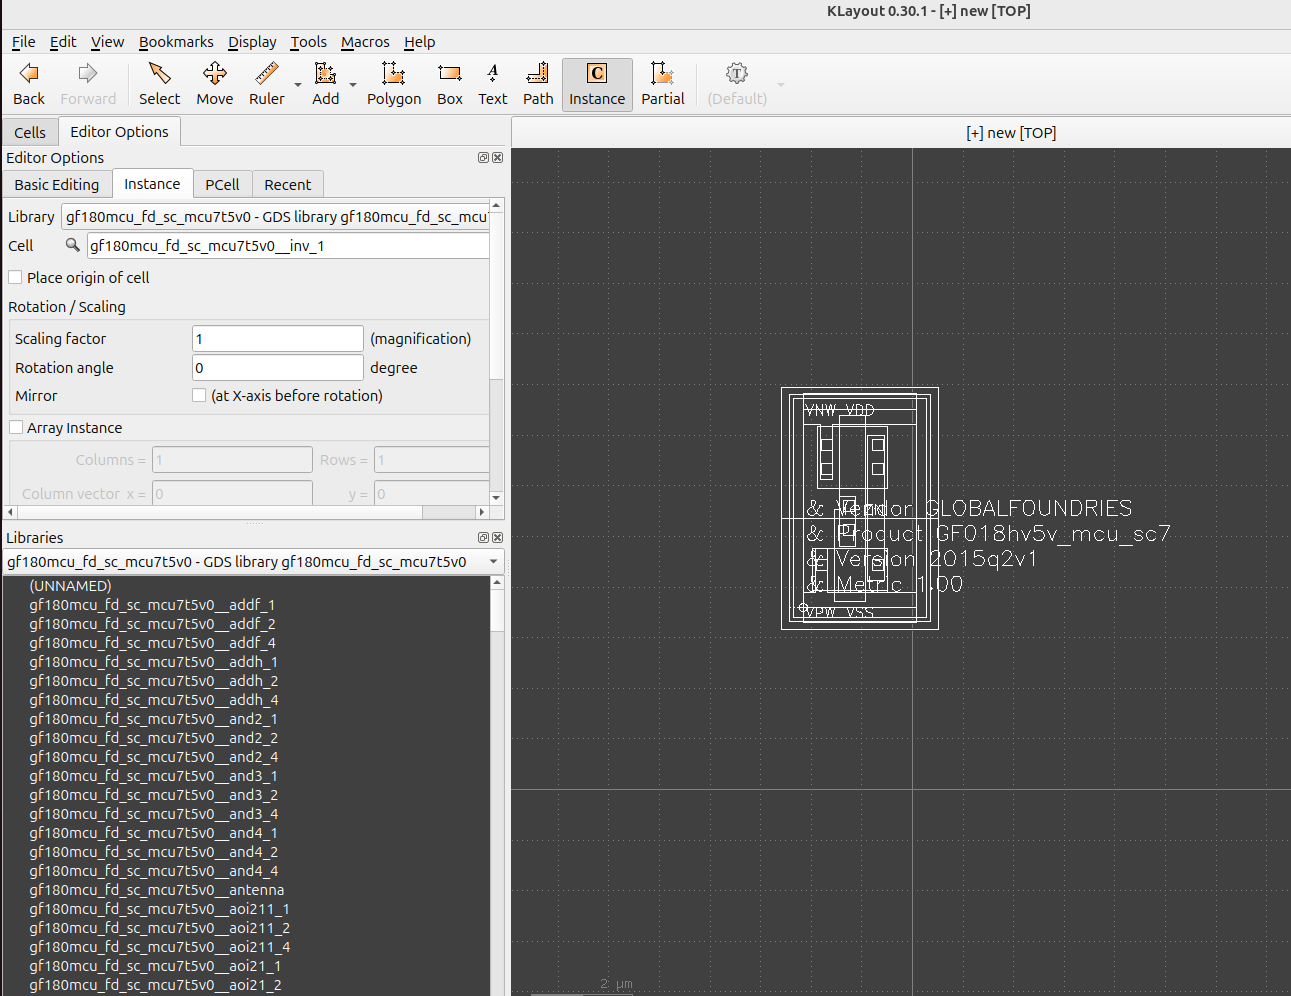 KLayout 0.30.1 - [+] new [TOP]
File Edit View Bookmarks Display Tools Macros Help
Back Forward Select Move Ruler Add Polygon Box Text Path Instance Partial (Default)
Cells Editor Options
[+] new [TOP]
Editor Options
Basic Editing Instance PCell Recent
Library gf180mcu_fd_sc_mcu7t5v0 - GDS library gf180mcu_fd_sc_mcu
Cell gf180mcu_fd_sc_mcu7t5v0__inv_1
Place origin of cell
Rotation / Scaling
Scaling factor 1 (magnification)
Rotation angle 0 degree
Mirror (at X-axis before rotation)
Array Instance
Columns = 1 Rows = 1
Column vector x = 0 y = 0
Libraries
gf180mcu_fd_sc_mcu7t5v0 - GDS library gf180mcu_fd_sc_mcu7t5v0
(UNNAMED)
gf180mcu_fd_sc_mcu7t5v0__addf_1
gf180mcu_fd_sc_mcu7t5v0__addf_2
gf180mcu_fd_sc_mcu7t5v0__addf_4
gf180mcu_fd_sc_mcu7t5v0__addh_1
gf180mcu_fd_sc_mcu7t5v0__addh_2
gf180mcu_fd_sc_mcu7t5v0__addh_4
gf180mcu_fd_sc_mcu7t5v0__and2_1
gf180mcu_fd_sc_mcu7t5v0__and2_2
gf180mcu_fd_sc_mcu7t5v0__and2_4
gf180mcu_fd_sc_mcu7t5v0__and3_1
gf180mcu_fd_sc_mcu7t5v0__and3_2
gf180mcu_fd_sc_mcu7t5v0__and3_4
gf180mcu_fd_sc_mcu7t5v0__and4_1
gf180mcu_fd_sc_mcu7t5v0__and4_2
gf180mcu_fd_sc_mcu7t5v0__and4_4
gf180mcu_fd_sc_mcu7t5v0__antenna
gf180mcu_fd_sc_mcu7t5v0__aoi211_1
gf180mcu_fd_sc_mcu7t5v0__aoi211_2
gf180mcu_fd_sc_mcu7t5v0__aoi211_4
gf180mcu_fd_sc_mcu7t5v0__aoi21_1
gf180mcu_fd_sc_mcu7t5v0__aoi21_2
VNW VDD
& Vendor GLOBALFOUNDRIES
& Product GF018hv5v_mcu_sc7
& Version 2015q2v1
& Metric 1.00
VPW VSS
2 µm